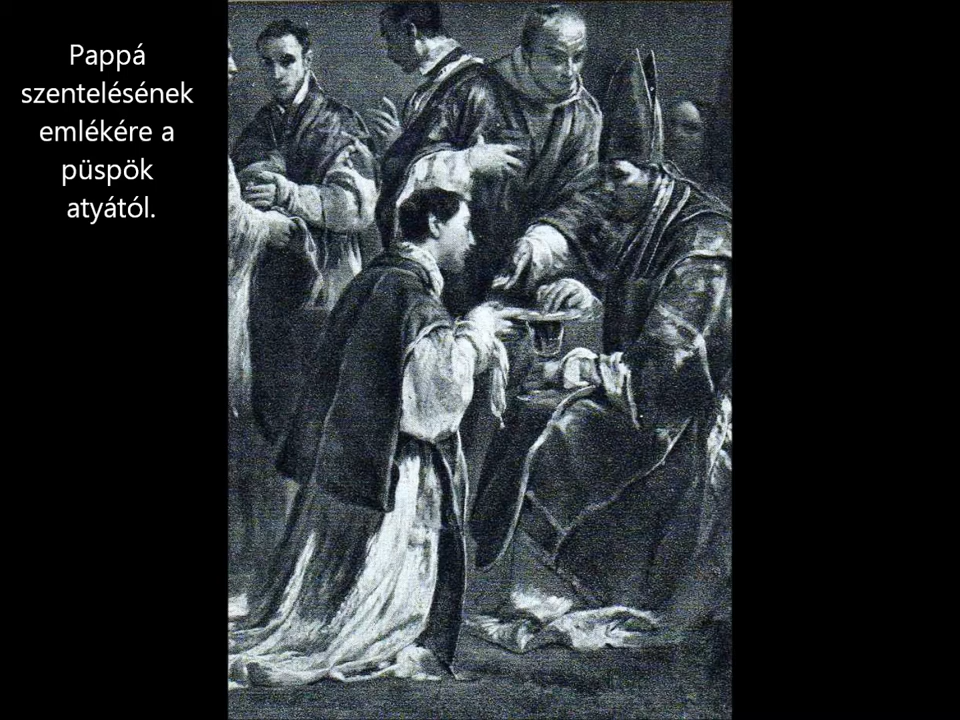 Pappá
szentelésének
emlékére a
püspök
atyától.